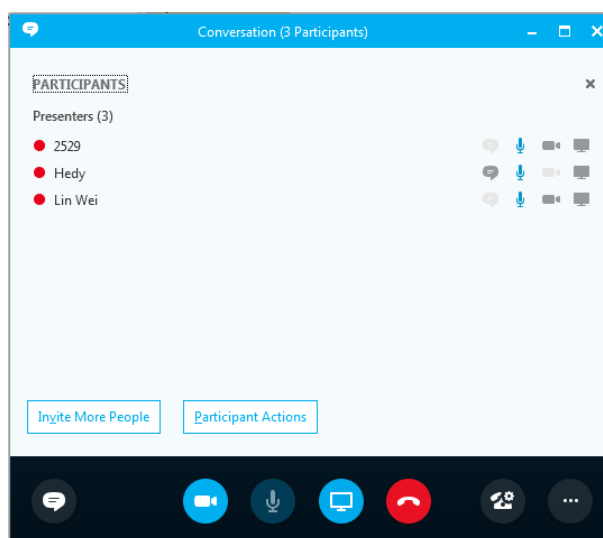 Conversation (3 Participants)
PARTICIPANTS
Presenters (3)
2529
Hedy
Lin Wei
Invite More People
Participant Actions